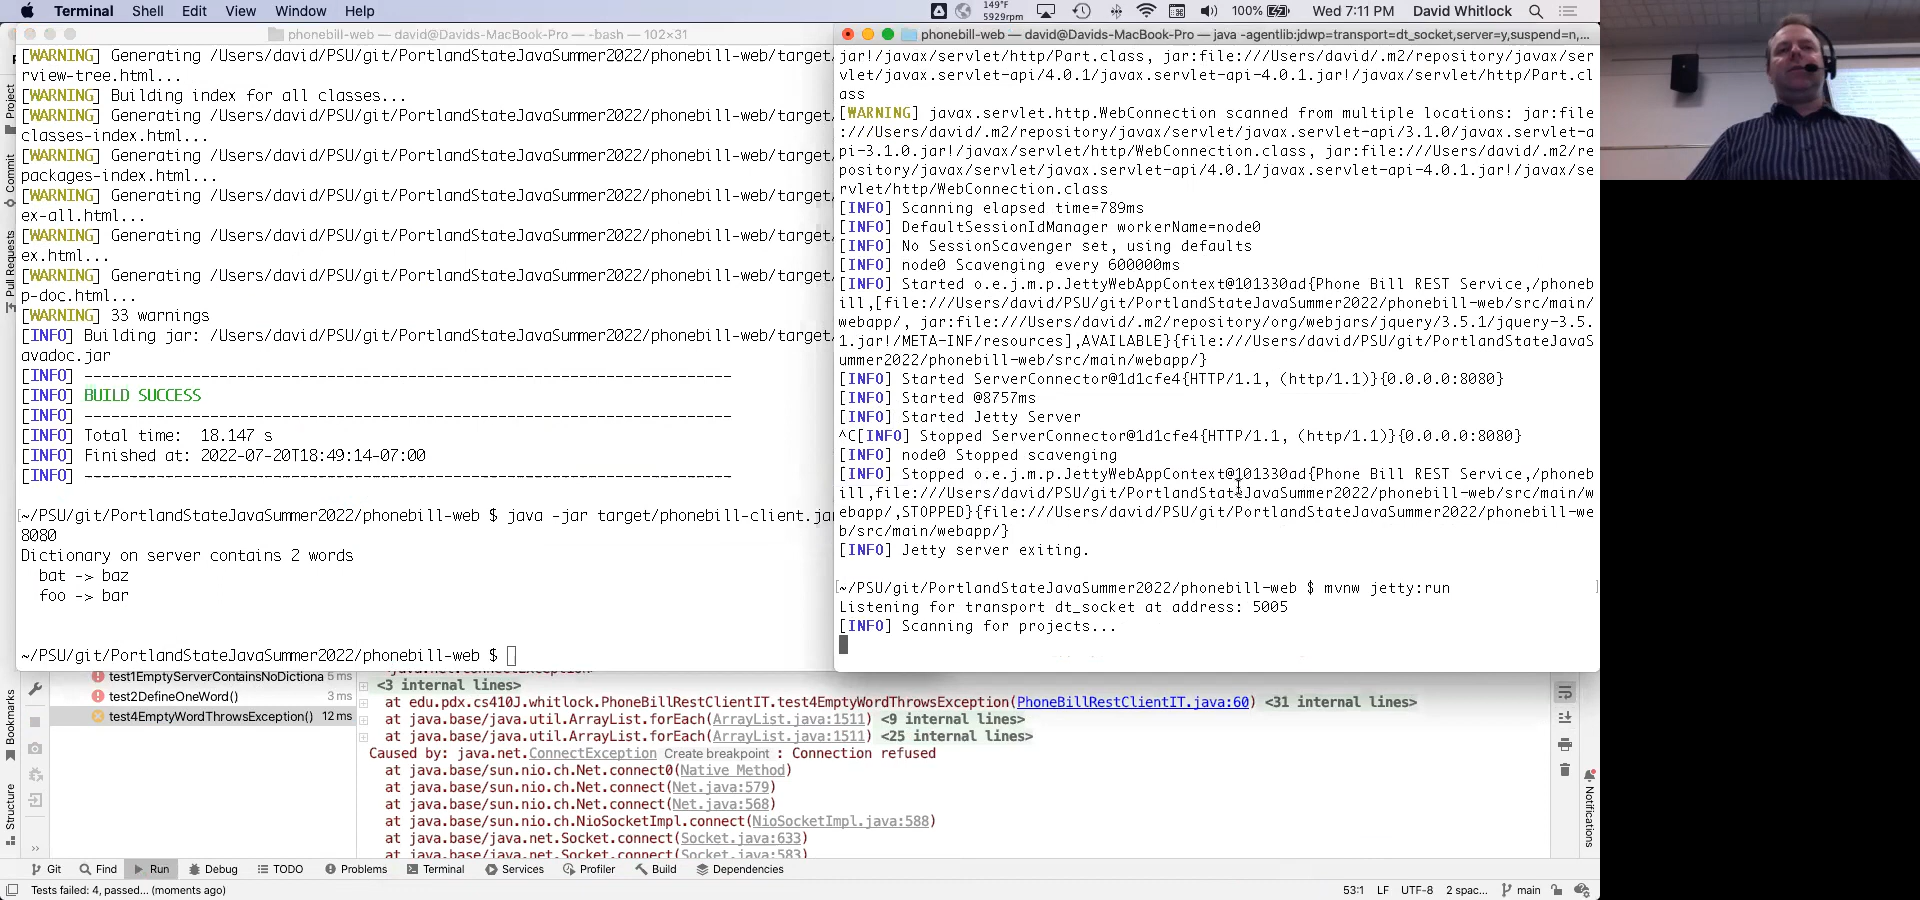 Terminal Shell Edit View Window Help 149°F 5929rpm 100% Wed 7:11 PM David Whitlock
phonebill-web — david@Davids-MacBook-Pro — -bash — 102×31
[WARNING] Generating /Users/david/PSU/git/PortlandStateJavaSummer2022/phonebill-web/target/
rview-tree.html...
[WARNING] Building index for all classes...
[WARNING] Generating /Users/david/PSU/git/PortlandStateJavaSummer2022/phonebill-web/target/
classes-index.html...
[WARNING] Generating /Users/david/PSU/git/PortlandStateJavaSummer2022/phonebill-web/target/
packages-index.html...
[WARNING] Generating /Users/david/PSU/git/PortlandStateJavaSummer2022/phonebill-web/target/
ex-all.html...
[WARNING] Generating /Users/david/PSU/git/PortlandStateJavaSummer2022/phonebill-web/target/
ex.html...
[WARNING] Generating /Users/david/PSU/git/PortlandStateJavaSummer2022/phonebill-web/target/
p-doc.html...
[WARNING] 33 warnings
[INFO] Building jar: /Users/david/PSU/git/PortlandStateJavaSummer2022/phonebill-web/target/
avadoc.jar
[INFO] ------------------------------------------------------------------------
[INFO] BUILD SUCCESS
[INFO] ------------------------------------------------------------------------
[INFO] Total time:  18.147 s
[INFO] Finished at: 2022-07-20T18:49:14-07:00
[INFO] ------------------------------------------------------------------------
~/PSU/git/PortlandStateJavaSummer2022/phonebill-web $ java -jar target/phonebill-client.jar
8080
Dictionary on server contains 2 words
bat -> baz
foo -> bar
~/PSU/git/PortlandStateJavaSummer2022/phonebill-web $
phonebill-web — david@Davids-MacBook-Pro — java -agentlib:jdwp=transport=dt_socket,server=y,suspend=n,...
jar!/javax/servlet/http/Part.class, jar:file:///Users/david/.m2/repository/javax/ser
vlet/javax.servlet-api/4.0.1/javax.servlet-api-4.0.1.jar!/javax/servlet/http/Part.cl
ass
[WARNING] javax.servlet.http.WebConnection scanned from multiple locations: jar:file
:///Users/david/.m2/repository/javax/servlet/javax.servlet-api/3.1.0/javax.servlet-a
pi-3.1.0.jar!/javax/servlet/http/WebConnection.class, jar:file:///Users/david/.m2/re
pository/javax/servlet/javax.servlet-api/4.0.1/javax.servlet-api-4.0.1.jar!/javax/se
rvlet/http/WebConnection.class
[INFO] Scanning elapsed time=789ms
[INFO] DefaultSessionIdManager workerName=node0
[INFO] No SessionScavenger set, using defaults
[INFO] node0 Scavenging every 600000ms
[INFO] Started o.e.j.m.p.JettyWebAppContext@101330ad{Phone Bill REST Service,/phoneb
ill,[file:///Users/david/PSU/git/PortlandStateJavaSummer2022/phonebill-web/src/main/
webapp/, jar:file:///Users/david/.m2/repository/org/webjars/jquery/3.5.1/jquery-3.5.
1.jar!/META-INF/resources],AVAILABLE}{file:///Users/david/PSU/git/PortlandStateJavaS
ummer2022/phonebill-web/src/main/webapp/}
[INFO] Started ServerConnector@1d1cfe4{HTTP/1.1, (http/1.1)}{0.0.0.0:8080}
[INFO] Started @8757ms
[INFO] Started Jetty Server
^C[INFO] Stopped ServerConnector@1d1cfe4{HTTP/1.1, (http/1.1)}{0.0.0.0:8080}
[INFO] node0 Stopped scavenging
[INFO] Stopped o.e.j.m.p.JettyWebAppContext@101330ad{Phone Bill REST Service,/phoneb
ill,file:///Users/david/PSU/git/PortlandStateJavaSummer2022/phonebill-web/src/main/w
ebapp/,STOPPED}{file:///Users/david/PSU/git/PortlandStateJavaSummer2022/phonebill-we
b/src/main/webapp/}
[INFO] Jetty server exiting.
~/PSU/git/PortlandStateJavaSummer2022/phonebill-web $ mvnw jetty:run
Listening for transport dt_socket at address: 5005
[INFO] Scanning for projects...
Project
Commit
Pull Requests
Bookmarks
Structure
Notifications
test1EmptyServerContainsNoDictiona 5 ms
test2DefineOneWord() 3 ms
test4EmptyWordThrowsException() 12 ms
<3 internal lines>
at edu.pdx.cs410J.whitlock.PhoneBillRestClientIT.test4EmptyWordThrowsException(PhoneBillRestClientIT.java:60) <31 internal lines>
at java.base/java.util.ArrayList.forEach(ArrayList.java:1511) <9 internal lines>
at java.base/java.util.ArrayList.forEach(ArrayList.java:1511) <25 internal lines>
Caused by: java.net.ConnectException Create breakpoint : Connection refused
at java.base/sun.nio.ch.Net.connect0(Native Method)
at java.base/sun.nio.ch.Net.connect(Net.java:579)
at java.base/sun.nio.ch.Net.connect(Net.java:568)
at java.base/sun.nio.ch.NioSocketImpl.connect(NioSocketImpl.java:588)
at java.base/java.net.Socket.connect(Socket.java:633)
at java.base/java.net.Socket.connect(Socket.java:583)
Git Find Run Debug TODO Problems Terminal Services Profiler Build Dependencies
Tests failed: 4, passed... (moments ago) 53:1 LF UTF-8 2 spac... main